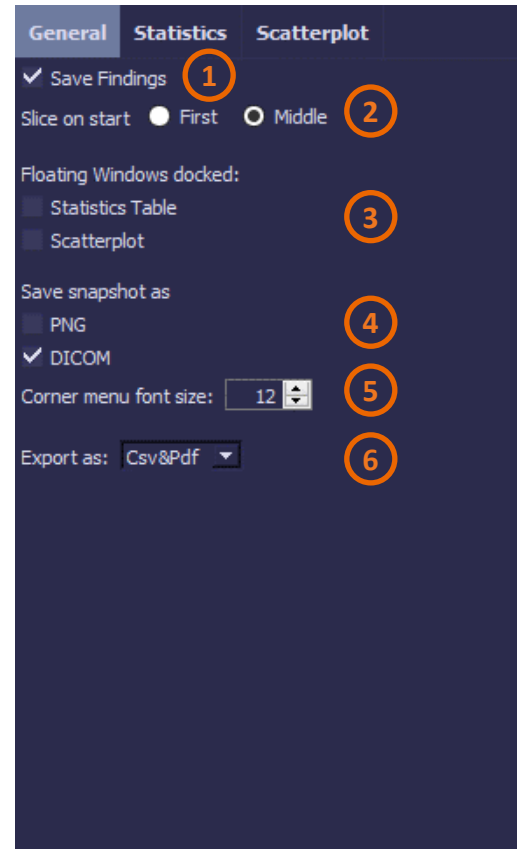 General Statistics Scatterplot
Save Findings 1
Slice on start First Middle 2
Floating Windows docked:
Statistics Table 3
Scatterplot
Save snapshot as
PNG 4
DICOM
Corner menu font size: 12 5
Export as: Csv&Pdf 6